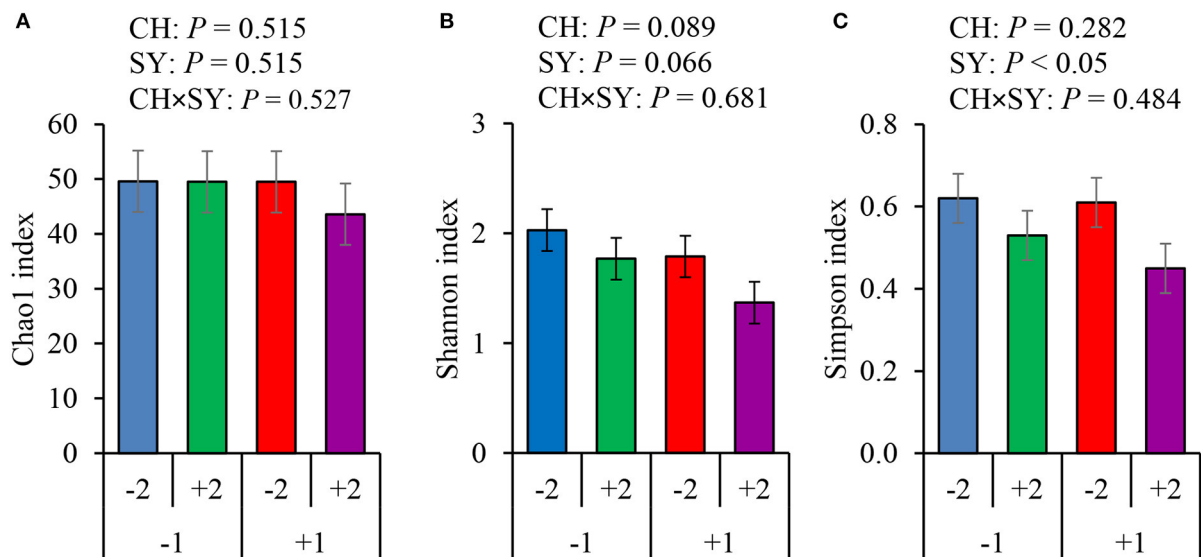 A
CH: P = 0.515
SY: P = 0.515
CH×SY: P = 0.527
60
50
40
30
20
10
0
Chao1 index
-2 +2 -2 +2
-1 +1
B
CH: P = 0.089
SY: P = 0.066
CH×SY: P = 0.681
3
2
1
0
Shannon index
-2 +2 -2 +2
-1 +1
C
CH: P = 0.282
SY: P < 0.05
CH×SY: P = 0.484
0.8
0.6
0.4
0.2
0.0
Simpson index
-2 +2 -2 +2
-1 +1